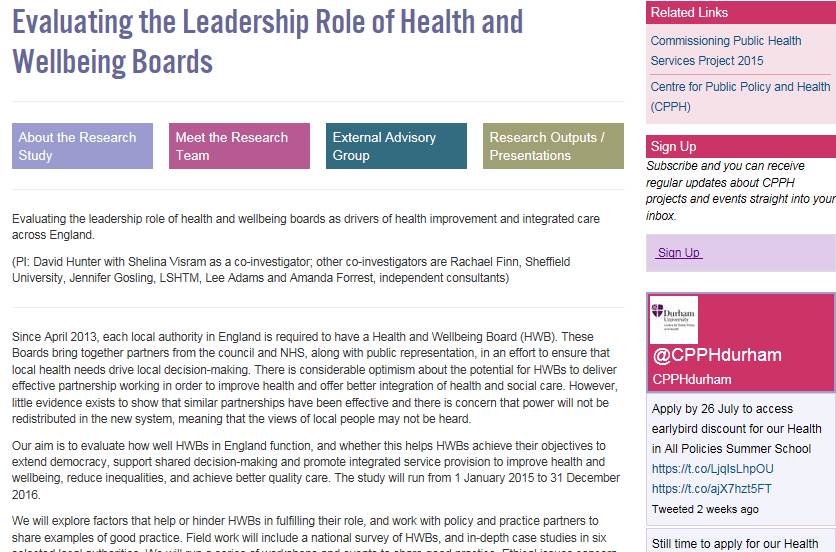 Evaluating the Leadership Role of Health and
Wellbeing Boards
About the Research
Study
Meet the Research
Team
External Advisory
Group
Research Outputs /
Presentations
Evaluating the leadership role of health and wellbeing boards as drivers of health improvement and integrated care
across England.
(PI: David Hunter with Shelina Visram as a co-investigator; other co-investigators are Rachael Finn, Sheffield
University, Jennifer Gosling, LSHTM, Lee Adams and Amanda Forrest, independent consultants)
Since April 2013, each local authority in England is required to have a Health and Wellbeing Board (HWB). These
Boards bring together partners from the council and NHS, along with public representation, in an effort to ensure that
local health needs drive local decision-making. There is considerable optimism about the potential for HWBs to deliver
effective partnership working in order to improve health and offer better integration of health and social care. However,
little evidence exists to show that similar partnerships have been effective and there is concern that power will not be
redistributed in the new system, meaning that the views of local people may not be heard.
Our aim is to evaluate how well HWBs in England function, and whether this helps HWBs achieve their objectives to
extend democracy, support shared decision-making and promote integrated service provision to improve health and
wellbeing, reduce inequalities, and achieve better quality care. The study will run from 1 January 2015 to 31 December
2016.
We will explore factors that help or hinder HWBs in fulfilling their role, and work with policy and practice partners to
share examples of good practice. Field work will include a national survey of HWBs, and in-depth case studies in six
selected local authorities. We will run a series of workshops and events to share good practice. Ethical issues concern
Related Links
Commissioning Public Health
Services Project 2015
Centre for Public Policy and Health
(CPPH)
Sign Up
Subscribe and you can receive
regular updates about CPPH
projects and events straight into your
inbox.
Sign Up
Durham
University
@CPPHdurham
CPPHdurham
Apply by 26 July to access
earlybird discount for our Health
in All Policies Summer School
https://t.co/LjqIsLhpOU
https://t.co/ajX7hzt5FT
Tweeted 2 weeks ago
Still time to apply for our Health